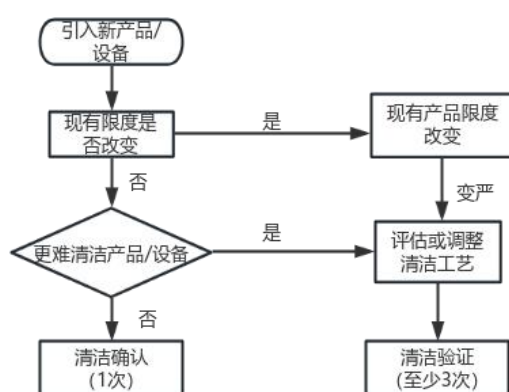 引入新产品/
设备
现有限度是
否改变
是
现有产品限度
改变
否
变严
更难清洁产品/设备
是
评估或调整
清洁工艺
否
清洁确认
(1次)
清洁验证
(至少3次)